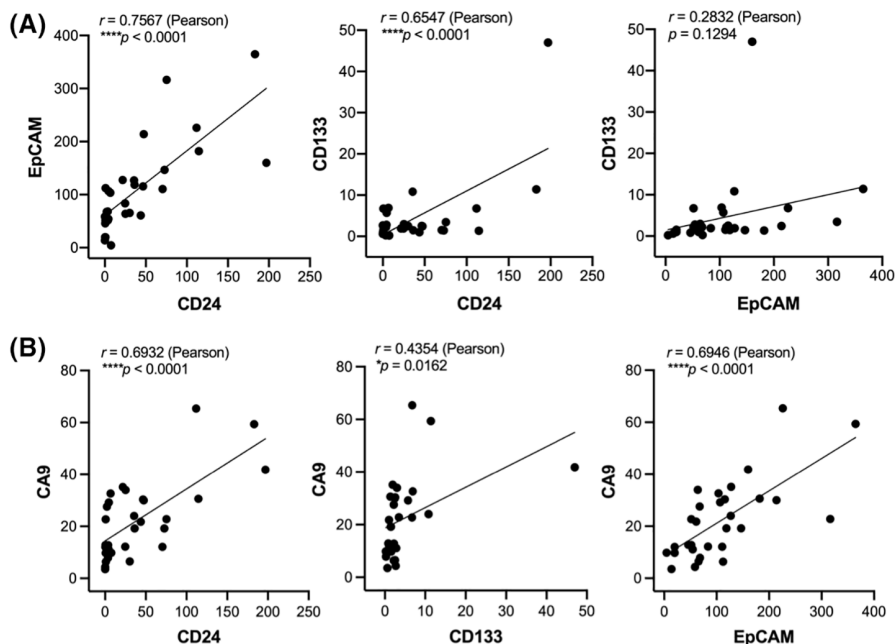 (A)
r = 0.7567 (Pearson)
****p < 0.0001
EpCAM
400
300
200
100
0
0 50 100 150 200 250
CD24
r = 0.6547 (Pearson)
****p < 0.0001
CD133
50
40
30
20
10
0
0 50 100 150 200 250
CD24
r = 0.2832 (Pearson)
p = 0.1294
CD133
50
40
30
20
10
0
0 100 200 300 400
EpCAM
(B)
r = 0.6932 (Pearson)
****p < 0.0001
CA9
80
60
40
20
0
0 50 100 150 200 250
CD24
r = 0.4354 (Pearson)
*p = 0.0162
CA9
80
60
40
20
0
0 10 20 30 40 50
CD133
r = 0.6946 (Pearson)
****p < 0.0001
CA9
80
60
40
20
0
0 100 200 300 400
EpCAM